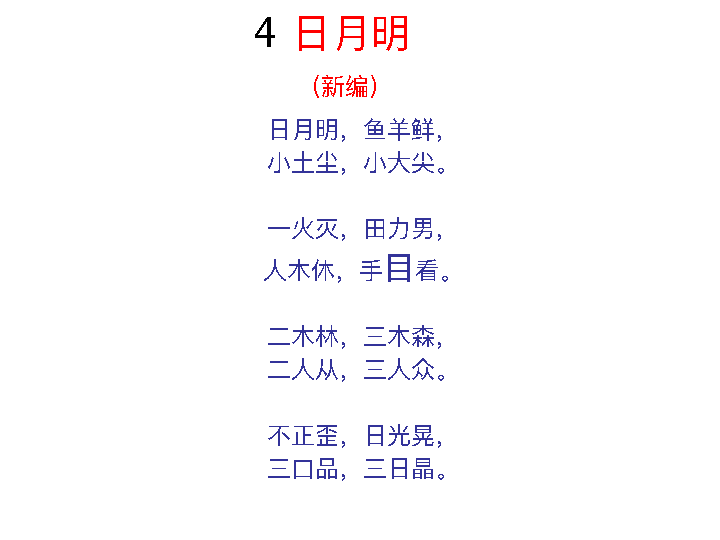 4 日月明
（新编）
日月明，鱼羊鲜，
小土尘，小大尖。
一火灭，田力男，
人木休，手目看。
二木林，三木森，
二人从，三人众。
不正歪，日光晃，
三口品，三日晶。